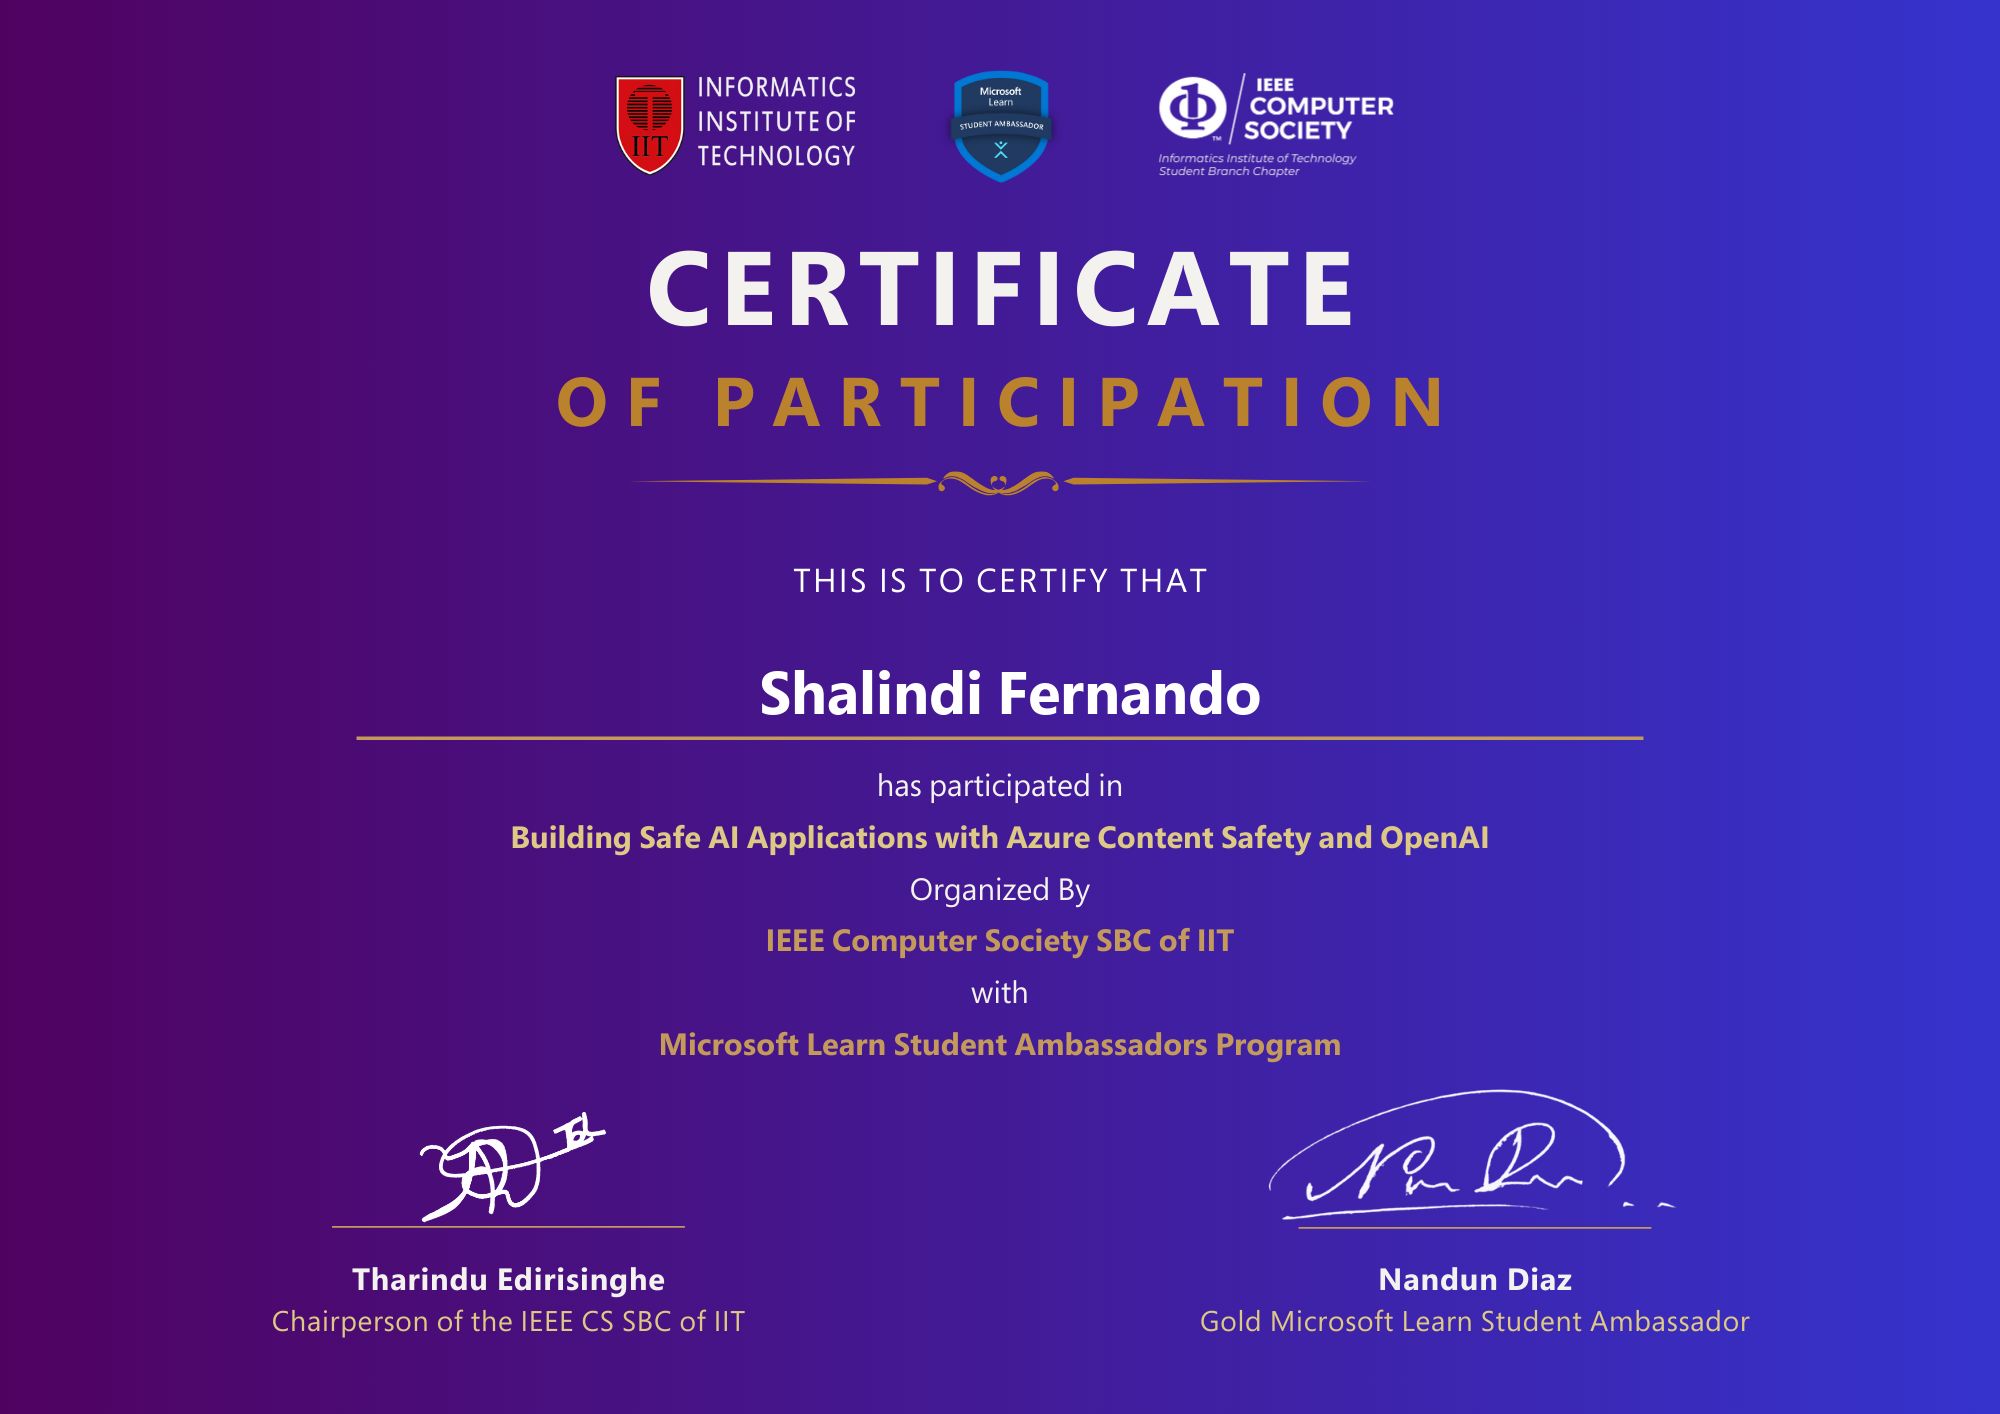 INFORMATICS
INSTITUTE OF
TECHNOLOGY
IIT
Microsoft
Learn
STUDENT AMBASSADOR
IEEE
COMPUTER
SOCIETY
TM
Informatics Institute of Technology
Student Branch Chapter
CERTIFICATE
OF PARTICIPATION
THIS IS TO CERTIFY THAT
Shalindi Fernando
has participated in
Building Safe AI Applications with Azure Content Safety and OpenAI
Organized By
IEEE Computer Society SBC of IIT
with
Microsoft Learn Student Ambassadors Program
Tharindu Edirisinghe
Chairperson of the IEEE CS SBC of IIT
Nandun Diaz
Gold Microsoft Learn Student Ambassador